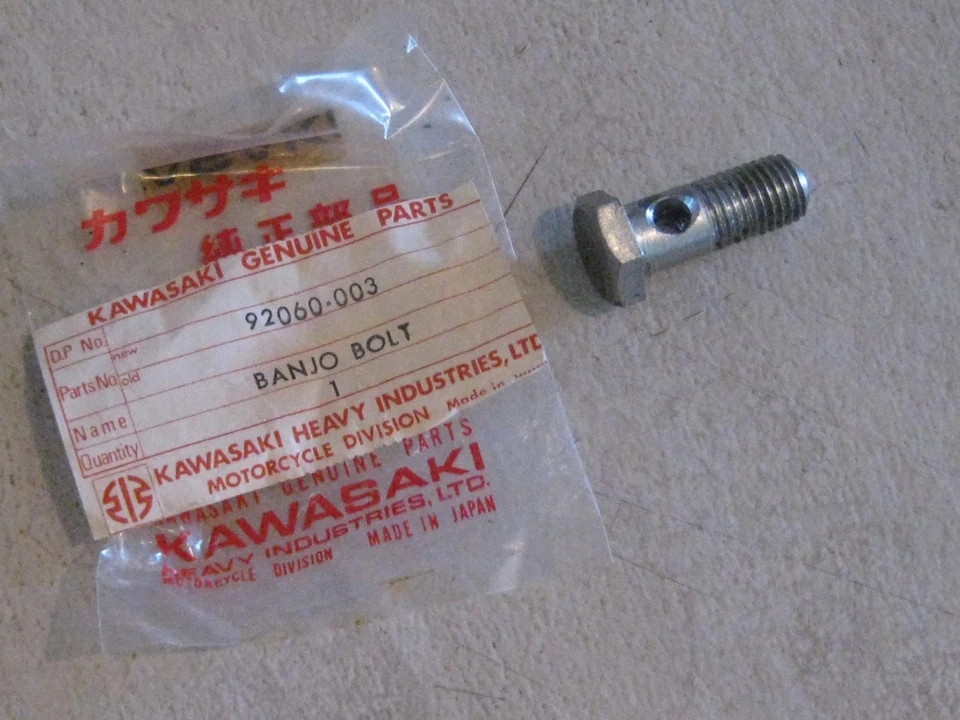 カワサキ
純正部品
KAWASAKI GENUINE PARTS
D.P No.
Parts No. new 92060-003
old
Name BANJO BOLT
Quantity 1
KAWASAKI HEAVY INDUSTRIES, LTD
MOTORCYCLE DIVISION Made in
KAWASAKI GENUINE PARTS
KAWASAKI
HEAVY INDUSTRIES, LTD.
MOTORCYCLE DIVISION MADE IN JAPAN